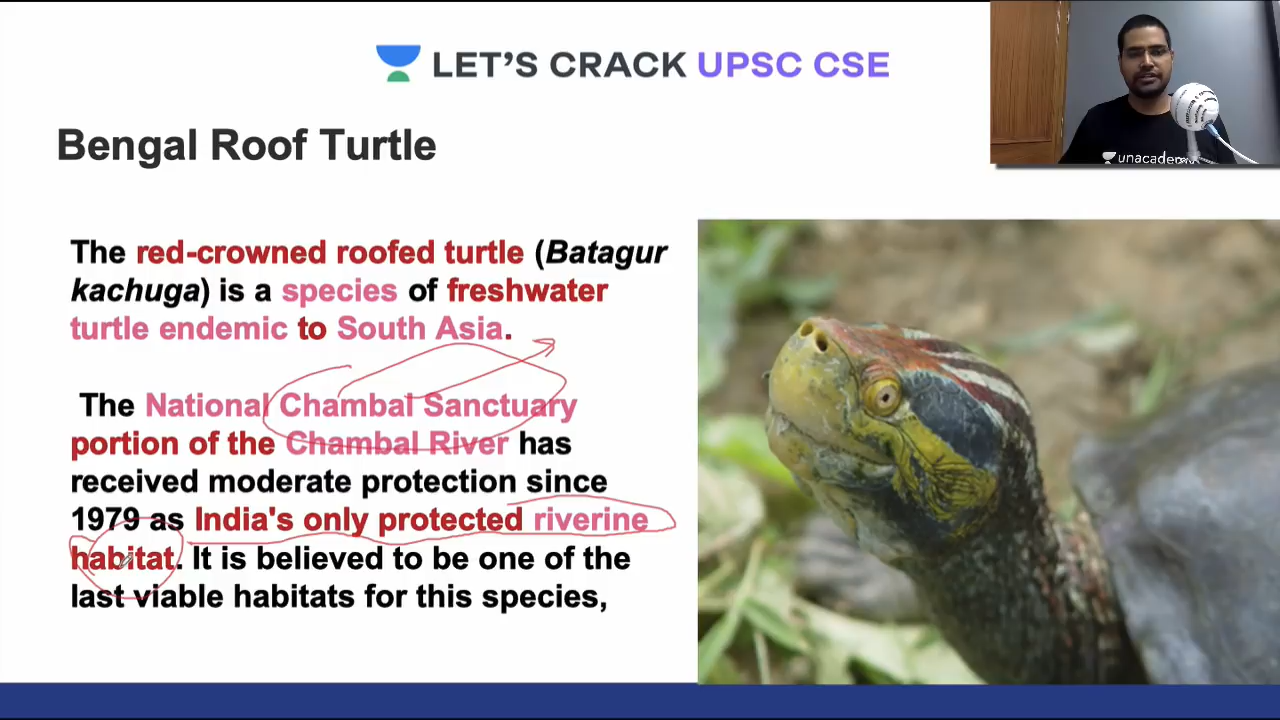 LET'S CRACK UPSC CSE
unacademy
Bengal Roof Turtle
The red-crowned roofed turtle (Batagur
kachuga) is a species of freshwater
turtle endemic to South Asia.
The National Chambal Sanctuary
portion of the Chambal River has
received moderate protection since
1979 as India's only protected riverine
habitat. It is believed to be one of the
last viable habitats for this species,